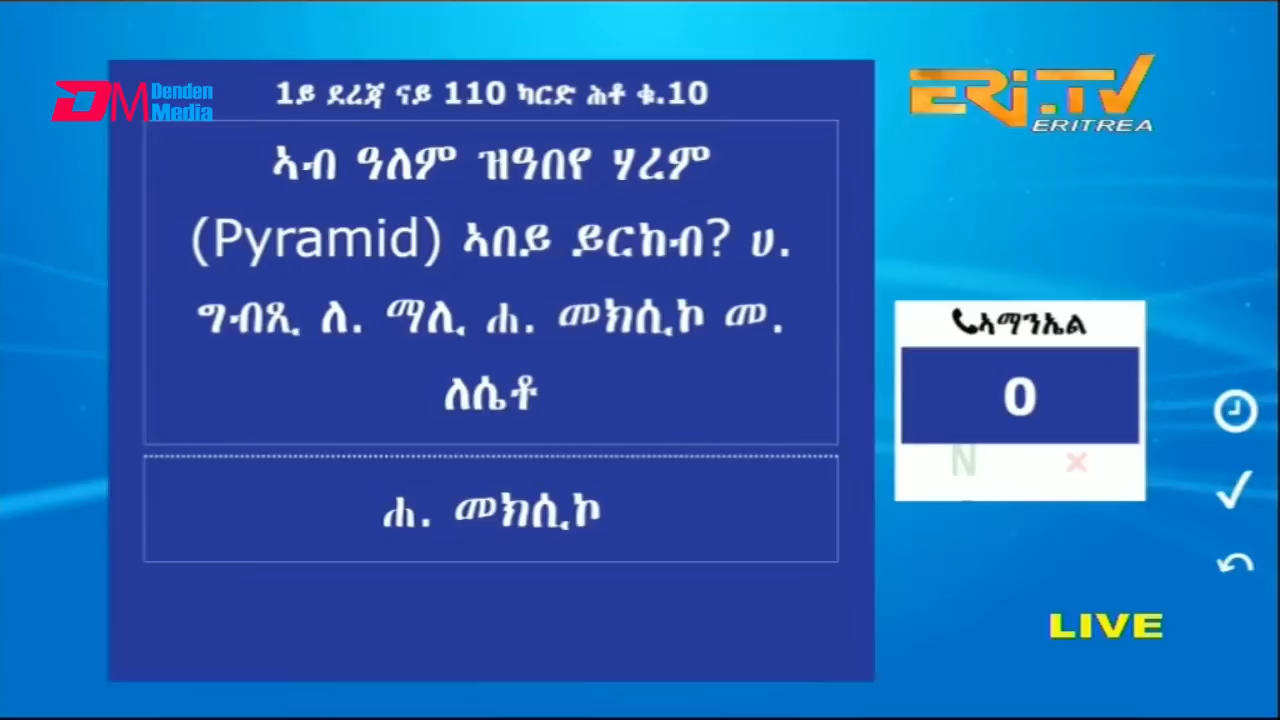 DM Denden
Media
ERi.TV
ERITREA
1ይ ደረጃ ናይ 110 ካርድ ሕቶ ቁ.10
ኣብ ዓለም ዝዓበየ ሃረም
(Pyramid) ኣበይ ይርከብ? ሀ.
ግብጺ ለ. ማሊ ሐ. መክሲኮ መ.
ለሴቶ
ሐ. መክሲኮ
ኣማንኤል
0
N ×
LIVE